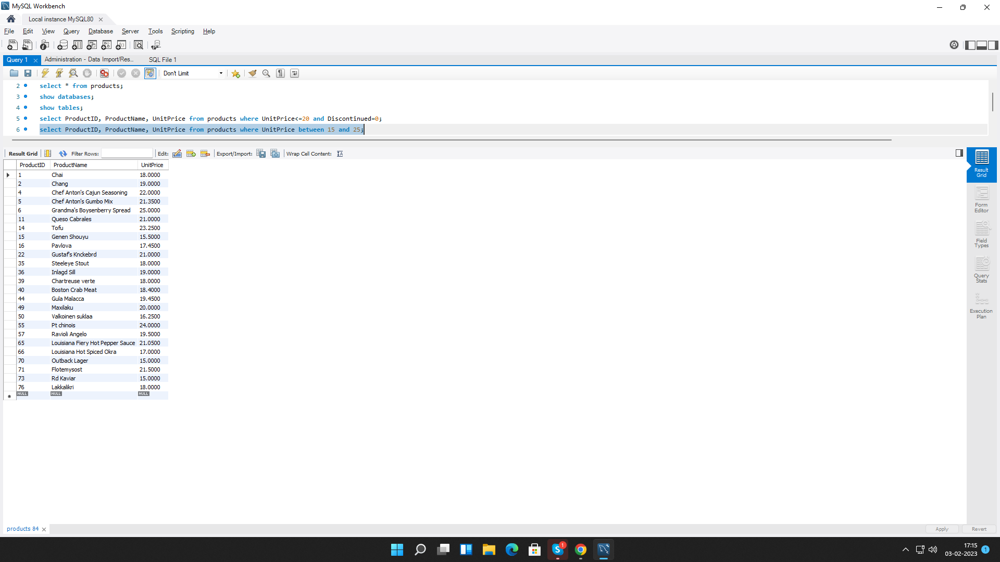 MySQL Workbench
Local instance MySQL80
File Edit View Query Database Server Tools Scripting Help
Query 1 Administration - Data Import/Res... SQL File 1
Don't Limit
2 select * from products;
3 show databases;
4 show tables;
5 select ProductID, ProductName, UnitPrice from products where UnitPrice<=20 and Discontinued=0;
6 select ProductID, ProductName, UnitPrice from products where UnitPrice between 15 and 25;
Result Grid Filter Rows: Edit: Export/Import: Wrap Cell Content:
ProductID ProductName UnitPrice
1 Chai 18.0000
2 Chang 19.0000
4 Chef Anton's Cajun Seasoning 22.0000
5 Chef Anton's Gumbo Mix 21.3500
6 Grandma's Boysenberry Spread 25.0000
11 Queso Cabrales 21.0000
14 Tofu 23.2500
15 Genen Shouyu 15.5000
16 Pavlova 17.4500
22 Gustaf's Knckebrd 21.0000
35 Steeleye Stout 18.0000
36 Inlagd Sill 19.0000
39 Chartreuse verte 18.0000
40 Boston Crab Meat 18.4000
44 Gula Malacca 19.4500
49 Maxilaku 20.0000
50 Valkoinen suklaa 16.2500
55 Pt chinois 24.0000
57 Ravioli Angelo 19.5000
65 Louisiana Fiery Hot Pepper Sauce 21.0500
66 Louisiana Hot Spiced Okra 17.0000
70 Outback Lager 15.0000
71 Flotemysost 21.5000
73 Rd Kaviar 15.0000
76 Lakkalikri 18.0000
NULL NULL NULL
Result
Grid
Form
Editor
Field
Types
Query
Stats
Execution
Plan
products 84
Apply Revert
17:15
03-02-2023
1
S 1